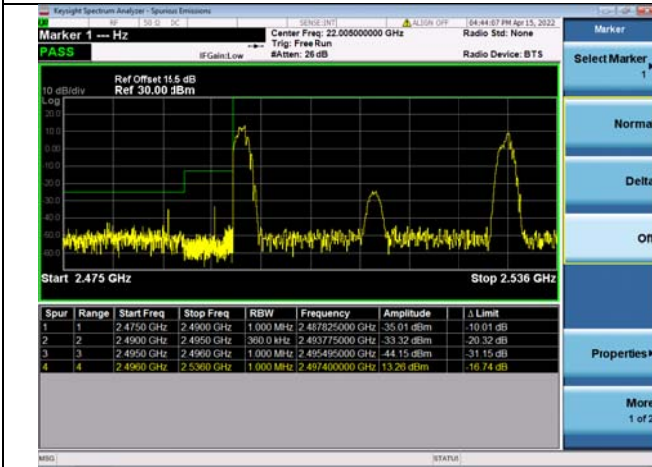 Keysight Spectrum Analyzer - Spurious Emissions
RF 50 Ω DC SENSE:INT ALIGN OFF 04:44:07 PM Apr 15, 2022
Marker 1 --- Hz
Center Freq: 22.005000000 GHz
Radio Std: None
Trig: Free Run
PASS
IFGain:Low
#Atten: 26 dB
Radio Device: BTS
Ref Offset 15.5 dB
10 dB/div Ref 30.00 dBm
Log
20.0
10.0
0.00
-10.0
-20.0
-30.0
-40.0
-50.0
-60.0
Start 2.475 GHz Stop 2.536 GHz
Spur Range Start Freq Stop Freq RBW Frequency Amplitude Δ Limit
1 1 2.4750 GHz 2.4900 GHz 1.000 MHz 2.487825000 GHz -35.01 dBm -10.01 dB
2 2 2.4900 GHz 2.4950 GHz 360.0 kHz 2.493775000 GHz -33.32 dBm -20.32 dB
3 3 2.4950 GHz 2.4960 GHz 1.000 MHz 2.495495000 GHz -44.15 dBm -31.15 dB
4 4 2.4960 GHz 2.5360 GHz 1.000 MHz 2.497400000 GHz 13.26 dBm -16.74 dB
MSG STATUS
Marker
Select Marker
1
Norma
Delta
Off
Properties
More
1 of 2